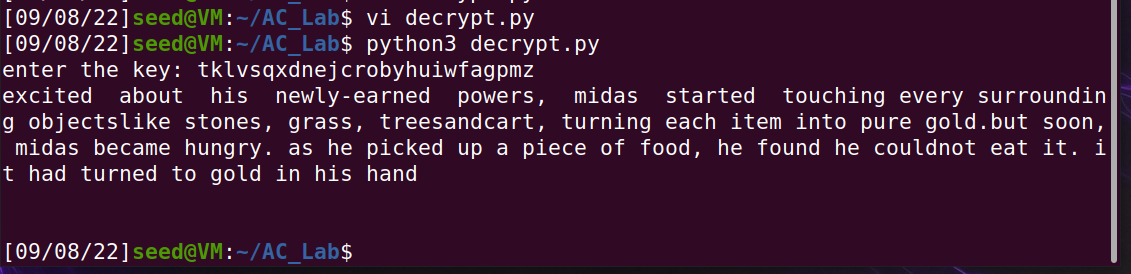 [09/08/22]seed@VM:~/AC_Lab$ vi decrypt.py
[09/08/22]seed@VM:~/AC_Lab$ python3 decrypt.py
enter the key: tklvsqxdnejcrobyhuiwfagpmz
excited  about  his  newly-earned  powers,  midas  started  touching every surroundin
g objectslike stones, grass, treesandcart, turning each item into pure gold.but soon,
 midas became hungry. as he picked up a piece of food, he found he couldnot eat it. i
t had turned to gold in his hand
[09/08/22]seed@VM:~/AC_Lab$